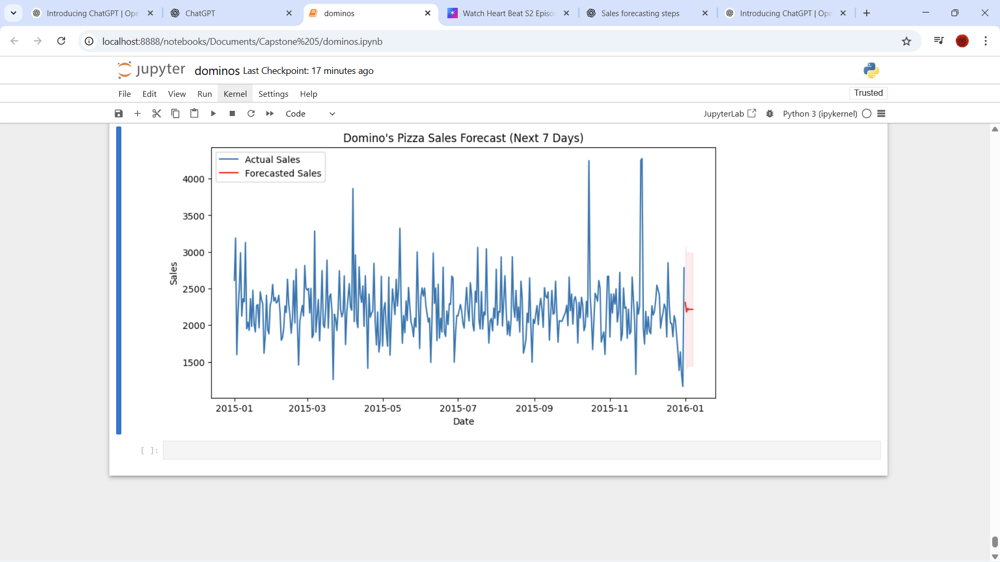 Introducing ChatGPT | Ope
ChatGPT
dominos
Watch Heart Beat S2 Episo
Sales forecasting steps
Introducing ChatGPT | Ope
localhost:8888/notebooks/Documents/Capstone%205/dominos.ipynb
jupyter dominos Last Checkpoint: 17 minutes ago
File Edit View Run Kernel Settings Help
Trusted
Code
JupyterLab
Python 3 (ipykernel)
Domino's Pizza Sales Forecast (Next 7 Days)
Actual Sales
Forecasted Sales
4000
3500
3000
2500
2000
1500
Sales
2015-01 2015-03 2015-05 2015-07 2015-09 2015-11 2016-01
Date
[ ]: